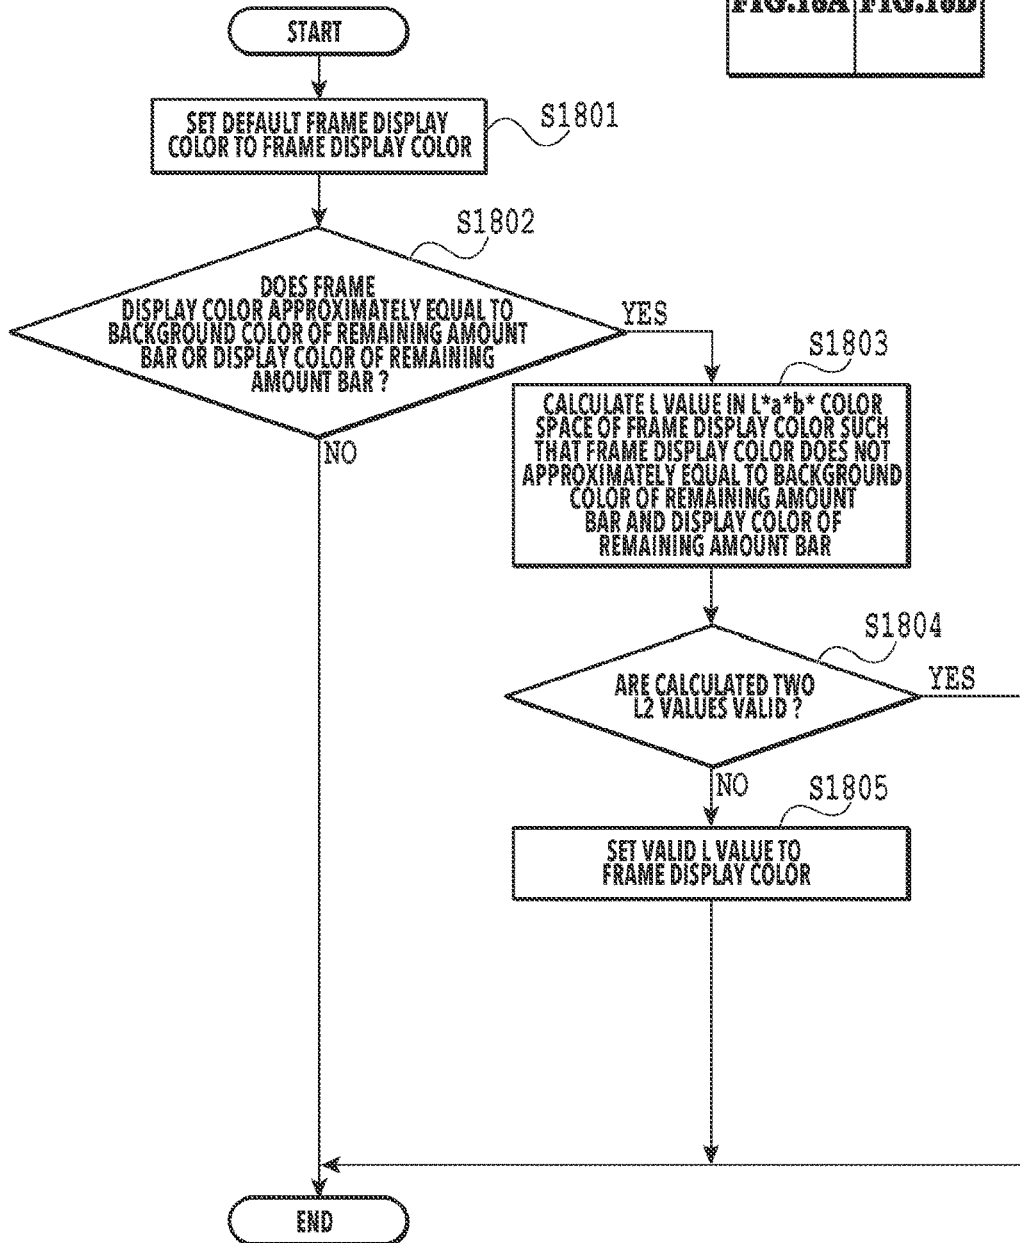 FIG.18A FIG.18B
START
SET DEFAULT FRAME DISPLAY
COLOR TO FRAME DISPLAY COLOR
S1801
S1802
DOES FRAME
DISPLAY COLOR APPROXIMATELY EQUAL TO
BACKGROUND COLOR OF REMAINING AMOUNT
BAR OR DISPLAY COLOR OF REMAINING
AMOUNT BAR ?
YES
NO
S1803
CALCULATE L VALUE IN L*a*b* COLOR
SPACE OF FRAME DISPLAY COLOR SUCH
THAT FRAME DISPLAY COLOR DOES NOT
APPROXIMATELY EQUAL TO BACKGROUND
COLOR OF REMAINING AMOUNT
BAR AND DISPLAY COLOR OF
REMAINING AMOUNT BAR
S1804
ARE CALCULATED TWO
L2 VALUES VALID ?
YES
NO
S1805
SET VALID L VALUE TO
FRAME DISPLAY COLOR
END